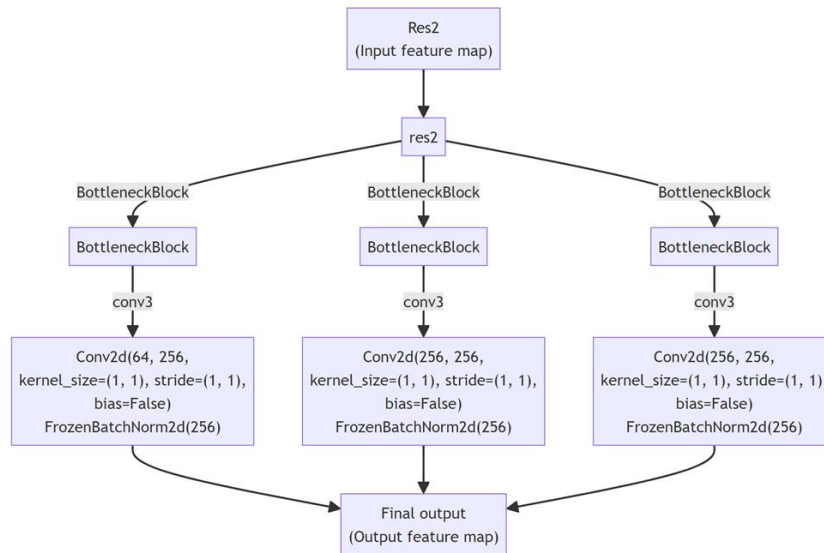 Res2
(Input feature map)
res2
BottleneckBlock
BottleneckBlock
BottleneckBlock
BottleneckBlock
BottleneckBlock
BottleneckBlock
conv3
conv3
conv3
Conv2d(64, 256,
kernel_size=(1, 1), stride=(1, 1),
bias=False)
FrozenBatchNorm2d(256)
Conv2d(256, 256,
kernel_size=(1, 1), stride=(1, 1),
bias=False)
FrozenBatchNorm2d(256)
Conv2d(256, 256,
kernel_size=(1, 1), stride=(1, 1),
bias=False)
FrozenBatchNorm2d(256)
Final output
(Output feature map)